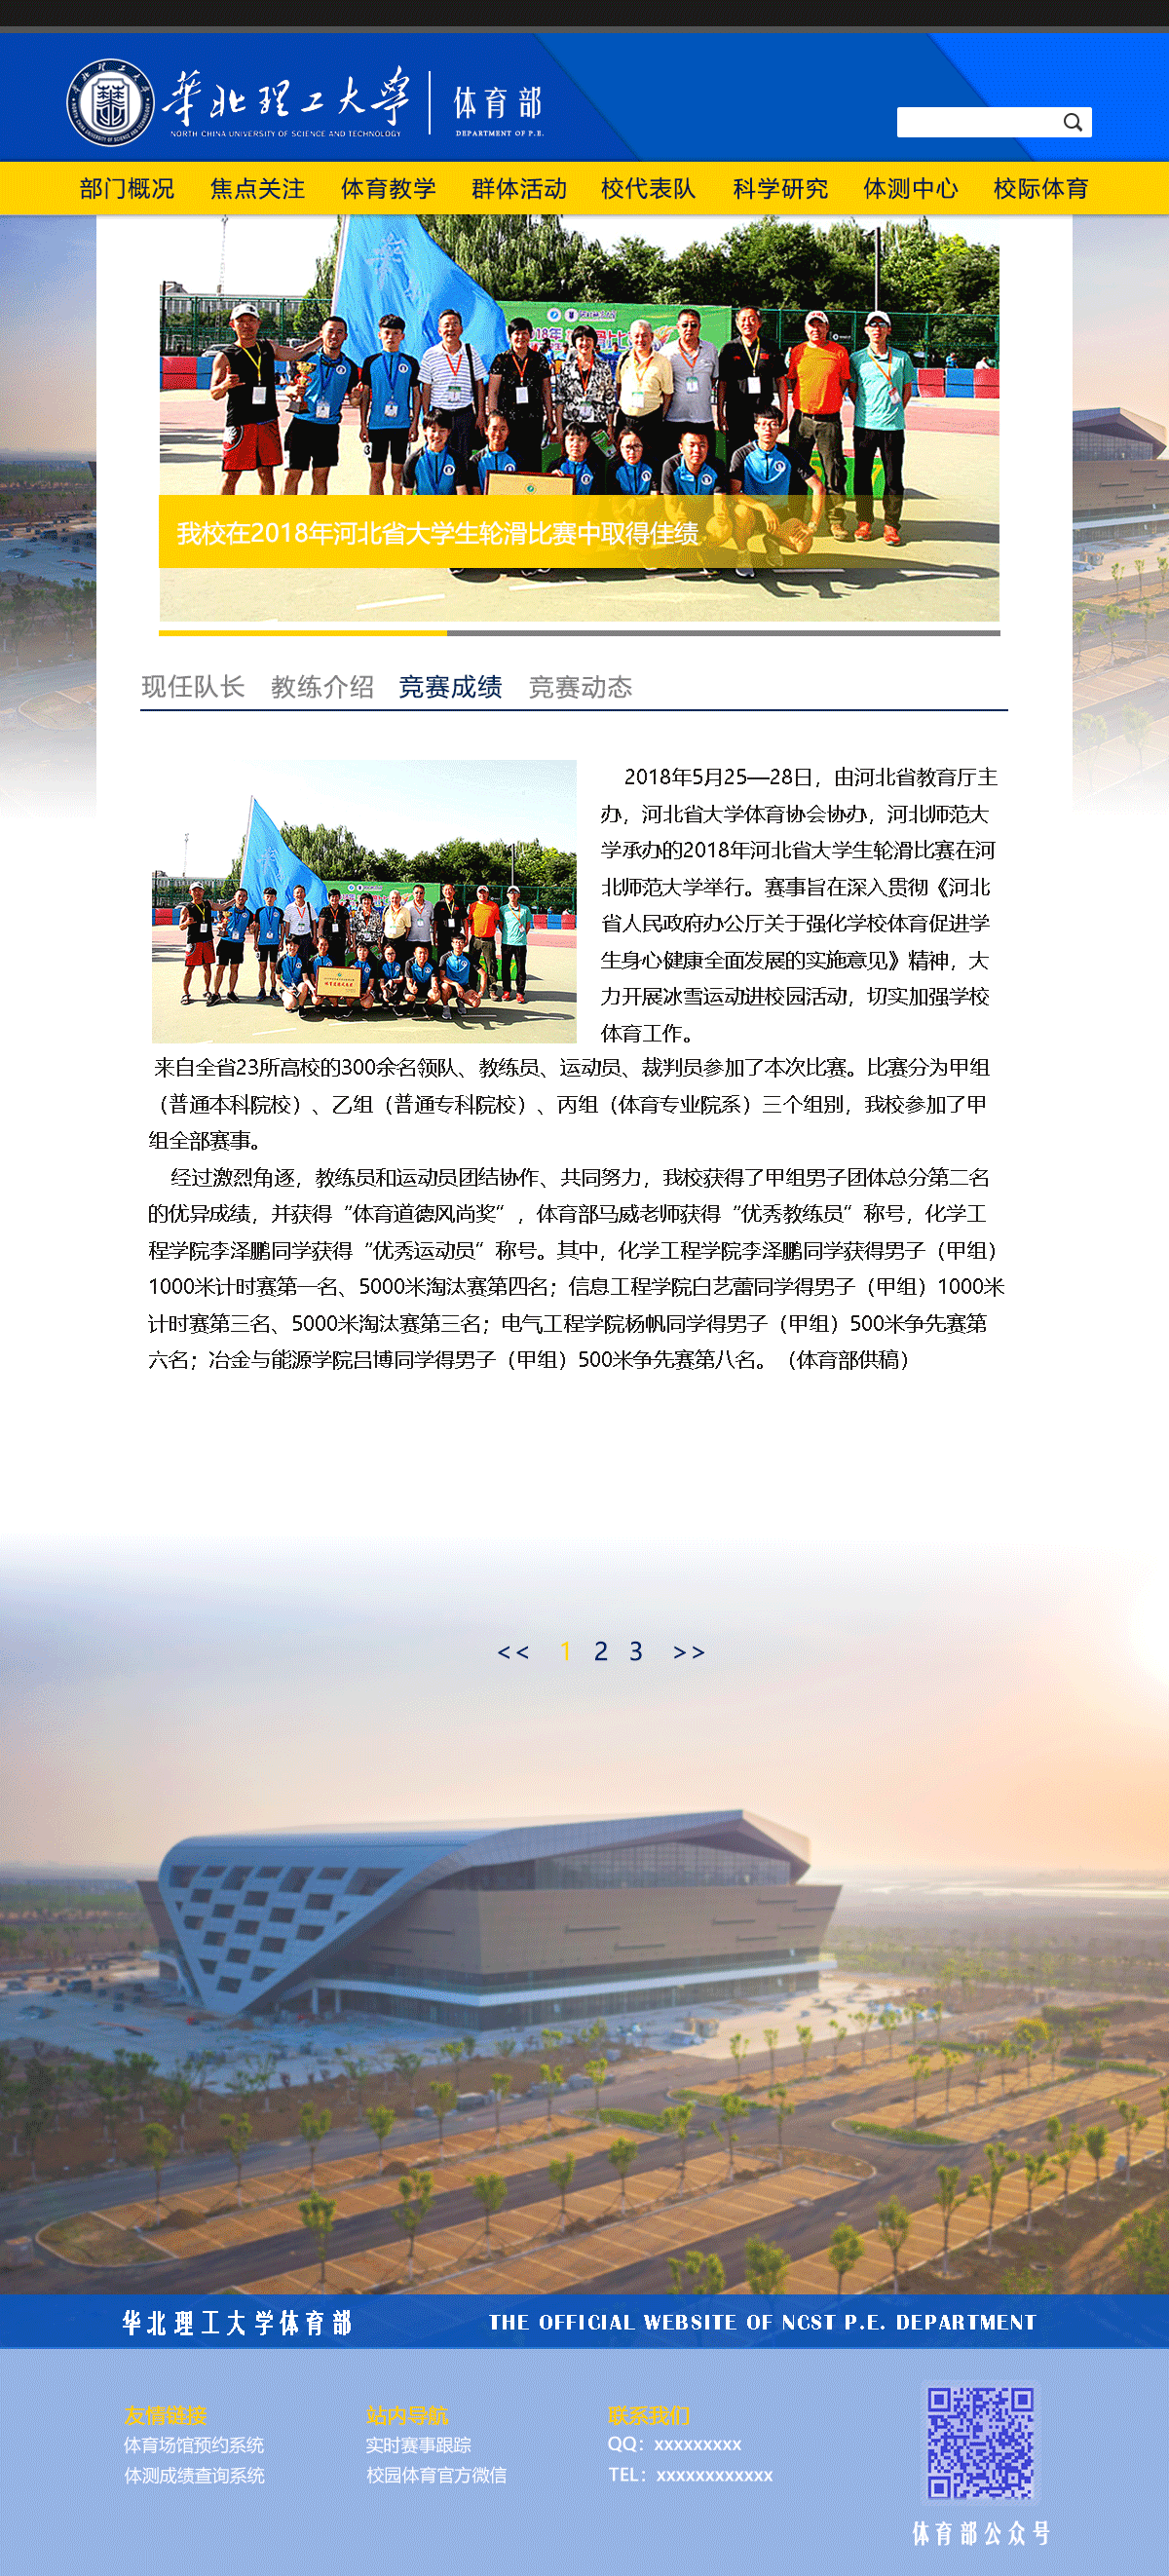 華北理工大學
NORTH CHINA UNIVERSITY OF SCIENCE AND TECHNOLOGY
体育部
DEPARTMENT OF P.E.
部门概况 焦点关注 体育教学 群体活动 校代表队 科学研究 体测中心 校际体育
我校在2018年河北省大学生轮滑比赛中取得佳绩
现任队长 教练介绍 竞赛成绩 竞赛动态
2018年5月25—28日，由河北省教育厅主
办，河北省大学体育协会协办，河北师范大
学承办的2018年河北省大学生轮滑比赛在河
北师范大学举行。赛事旨在深入贯彻《河北
省人民政府办公厅关于强化学校体育促进学
生身心健康全面发展的实施意见》精神，大
力开展冰雪运动进校园活动，切实加强学校
体育工作。
来自全省23所高校的300余名领队、教练员、运动员、裁判员参加了本次比赛。比赛分为甲组
（普通本科院校）、乙组（普通专科院校）、丙组（体育专业院系）三个组别，我校参加了甲
组全部赛事。
经过激烈角逐，教练员和运动员团结协作、共同努力，我校获得了甲组男子团体总分第二名
的优异成绩，并获得“体育道德风尚奖”，体育部马威老师获得“优秀教练员”称号，化学工
程学院李泽鹏同学获得“优秀运动员”称号。其中，化学工程学院李泽鹏同学获得男子（甲组）
1000米计时赛第一名、5000米淘汰赛第四名；信息工程学院白艺蕾同学得男子（甲组）1000米
计时赛第三名、5000米淘汰赛第三名；电气工程学院杨帆同学得男子（甲组）500米争先赛第
六名；冶金与能源学院吕博同学得男子（甲组）500米争先赛第八名。（体育部供稿）
<< 1 2 3 >>
华北理工大学体育部
THE OFFICIAL WEBSITE OF NCST P.E. DEPARTMENT
友情链接 站内导航 联系我们
体育场馆预约系统 实时赛事跟踪 QQ：xxxxxxxxx
体测成绩查询系统 校园体育官方微信 TEL：xxxxxxxxxxxx
体育部公众号